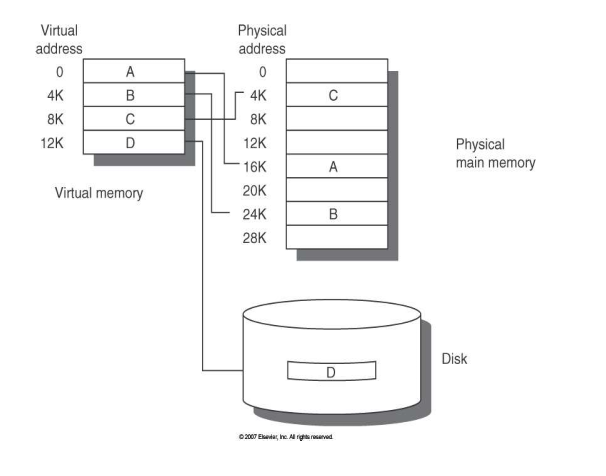 Virtual
address
0 A
4K B
8K C
12K D
Virtual memory
Physical
address
0
4K C
8K
12K
16K A
20K
24K B
28K
Physical
main memory
D
Disk
© 2007 Elsevier, Inc. All rights reserved.